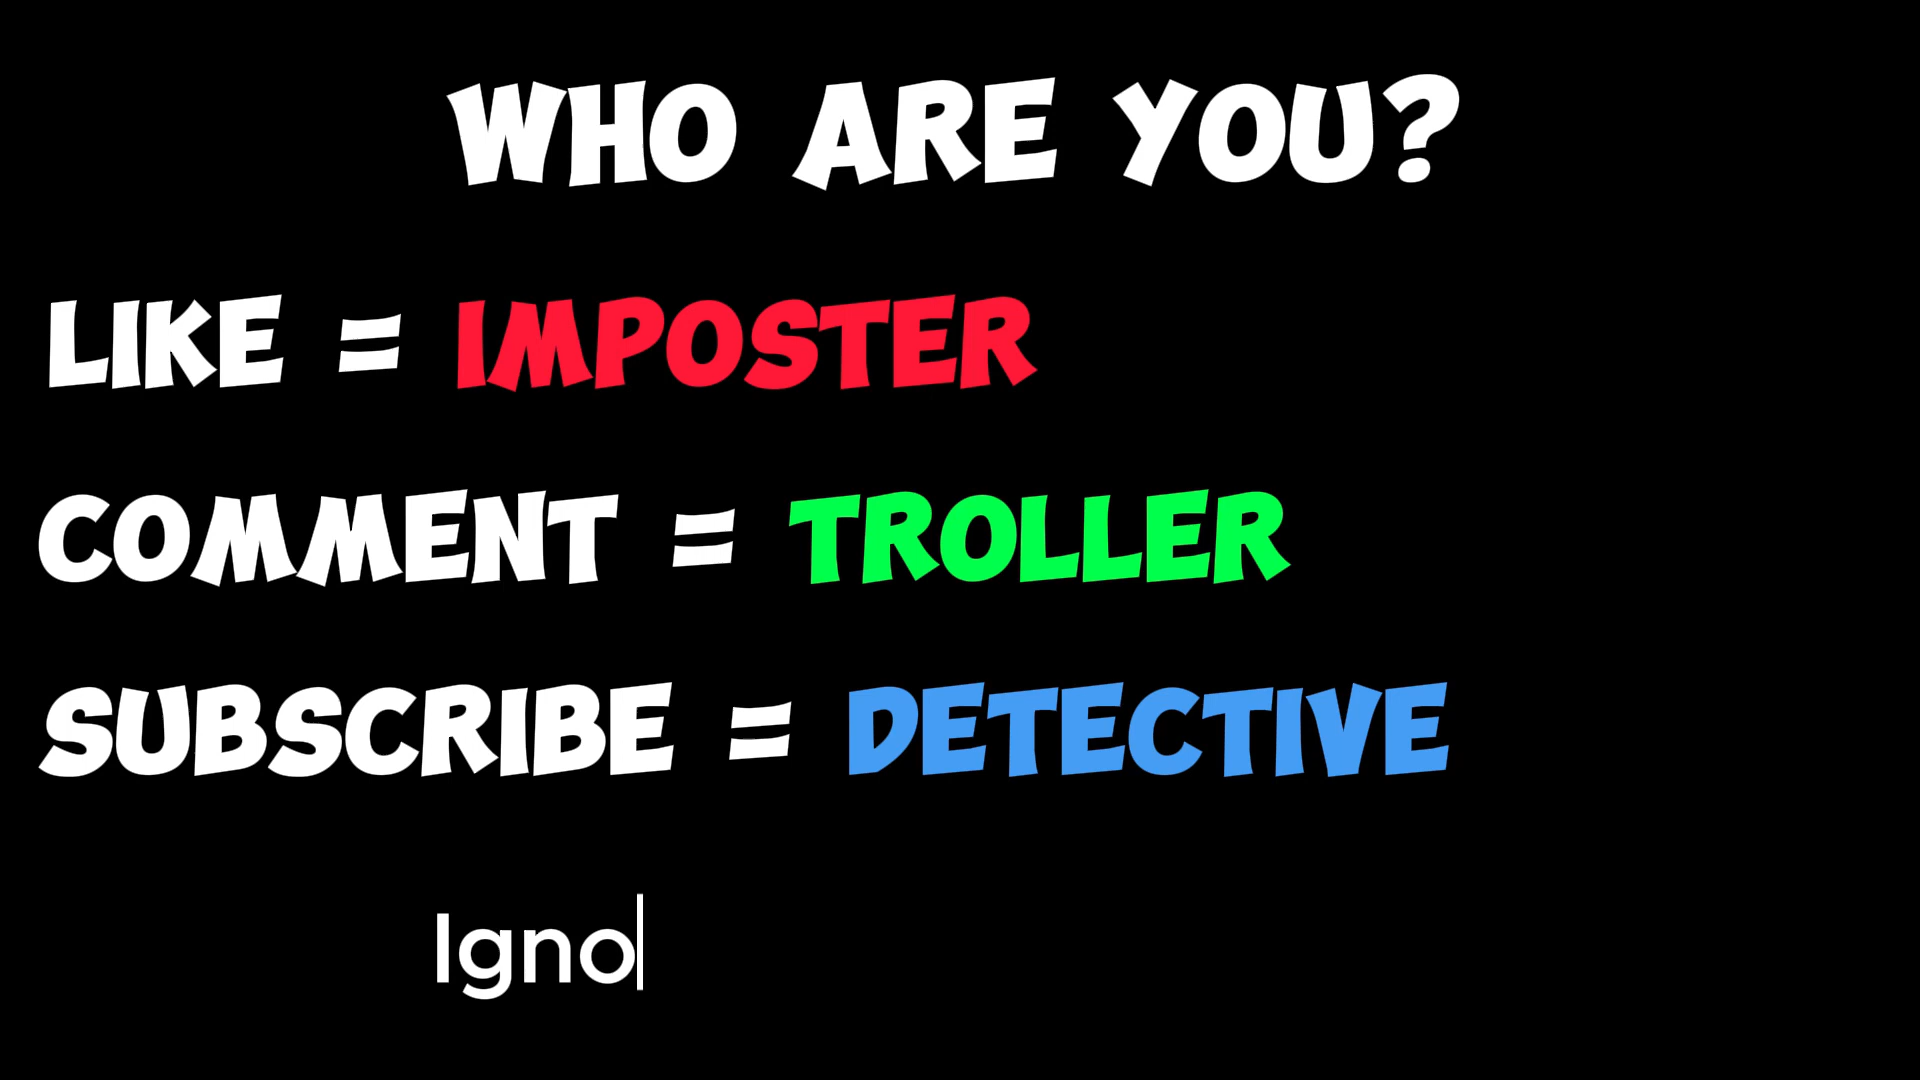 WHO ARE YOU?
LIKE = IMPOSTER
COMMENT = TROLLER
SUBSCRIBE = DETECTIVE
Igno